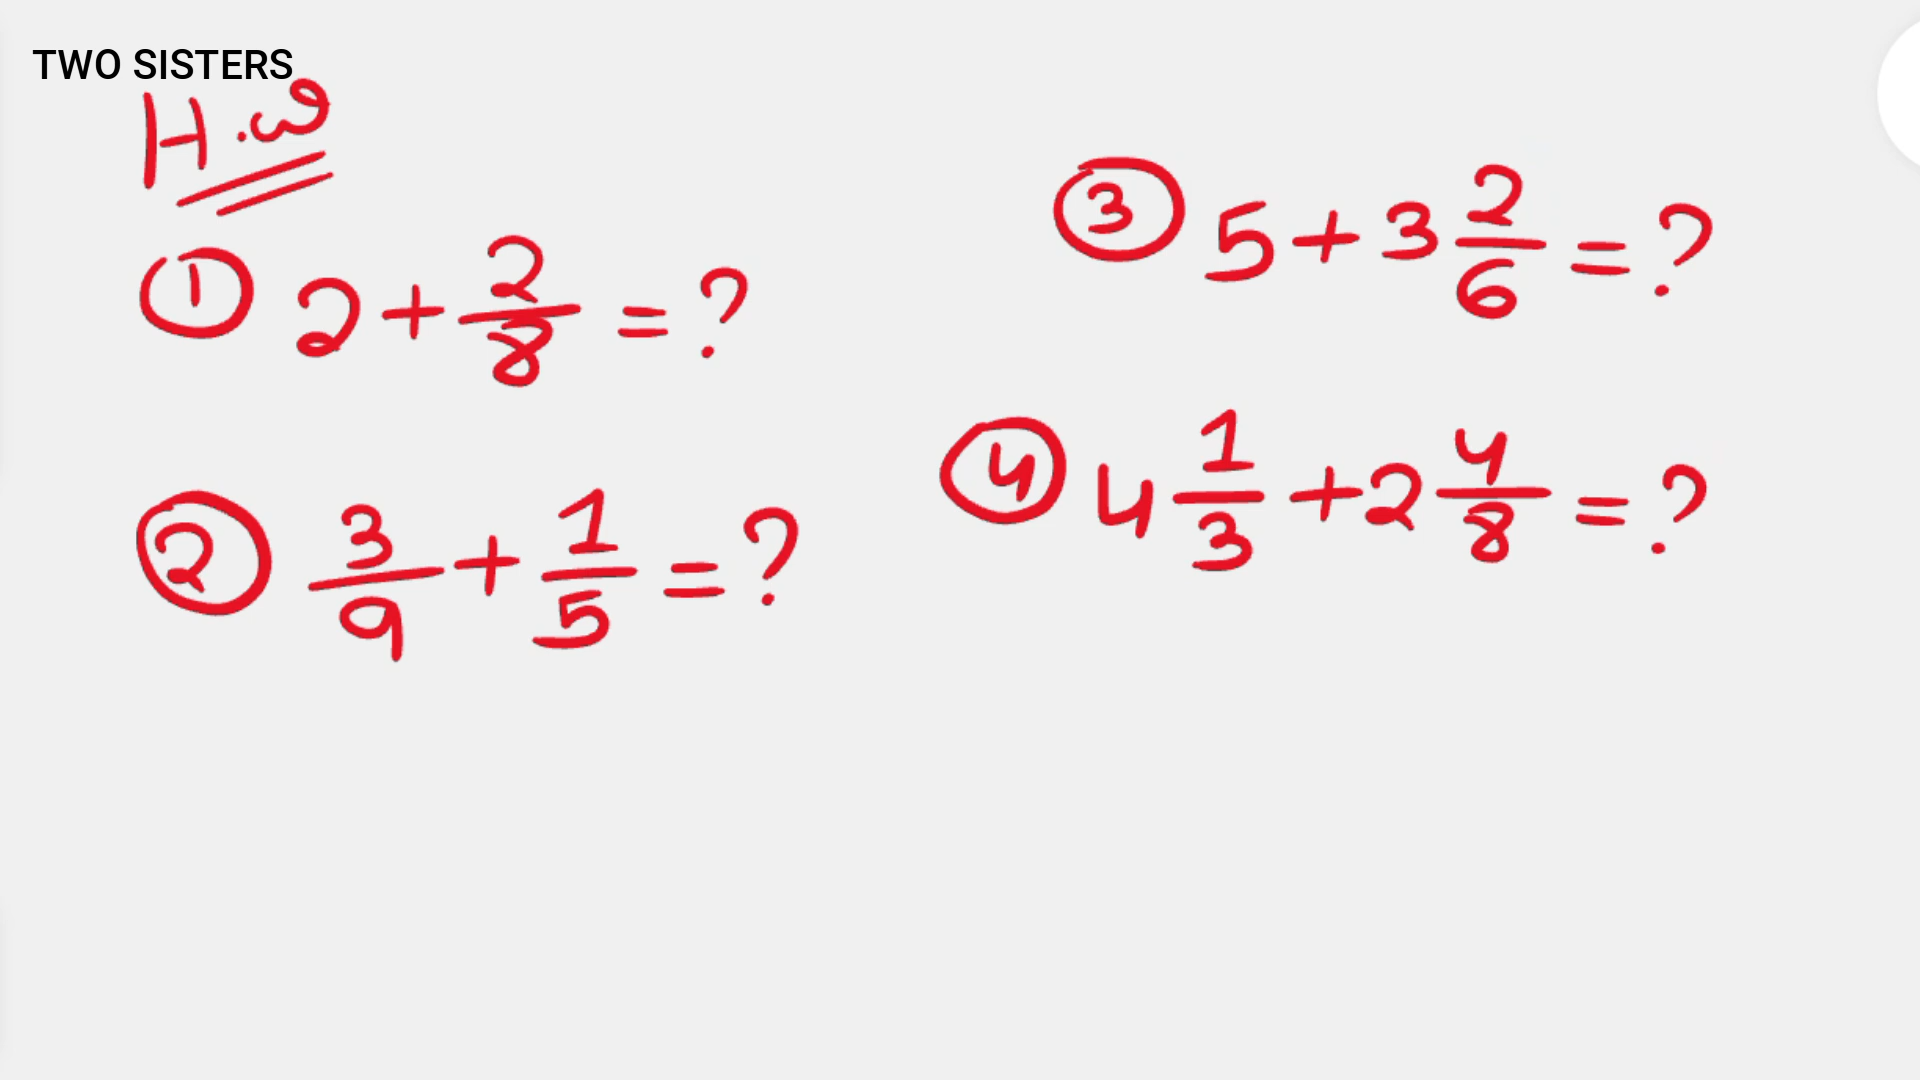 TWO SISTERS
H.w
① 2 + 2/8 = ?
② 3/9 + 1/5 = ?
③ 5 + 3 2/6 = ?
④ 4 1/3 + 2 4/8 = ?